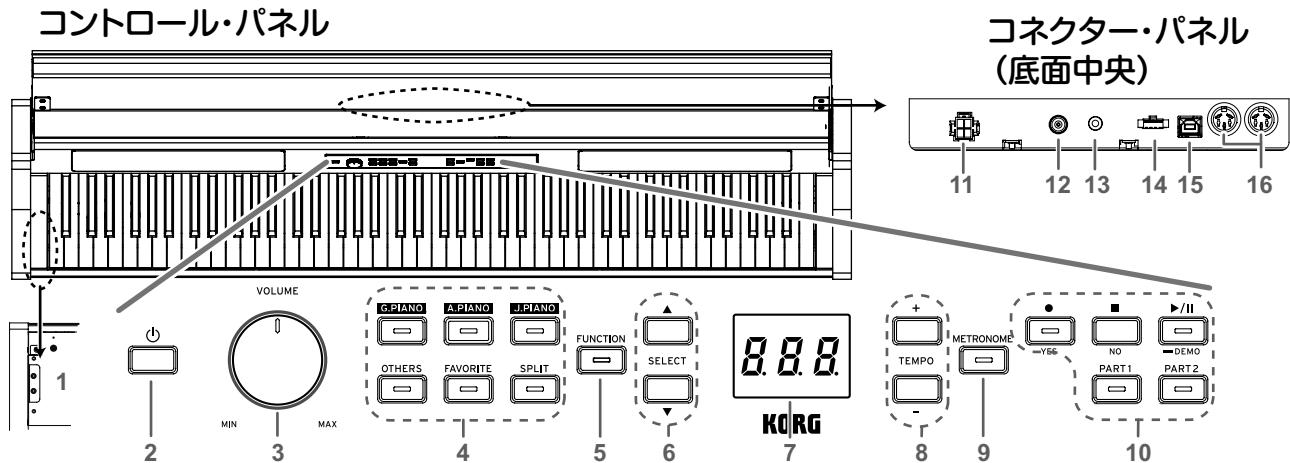 コントロール・パネル
コネクター・パネル
(底面中央)
11 12 13 14 15 16
VOLUME
G.PIANO A.PIANO J.PIANO
OTHERS FAVORITE SPLIT
FUNCTION
▲
SELECT
▼
8.8.8.
KORG
+
TEMPO
-
METRONOME
● ■ ▶/II
YES NO DEMO
PART1 PART2
MIN MAX
1
2 3 4 5 6 7 8 9 10